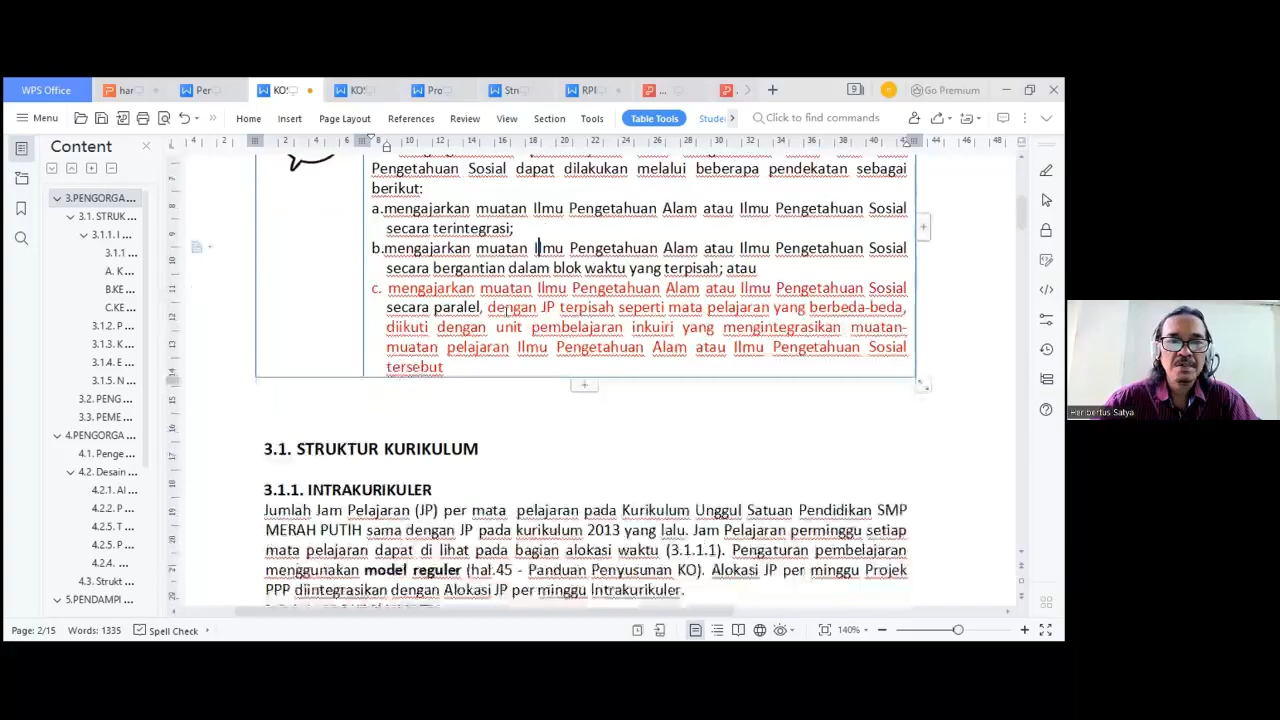 WPS Office
har
Per
KO
KO
Pro
Stru
RPI
...
9
Go Premium
Menu
Home
Insert
Page Layout
References
Review
View
Section
Tools
Table Tools
Click to find commands
Content
3.PENGORGA...
3.1. STRUK ...
3.1.1. I ...
3.1.1 ...
A. K ...
B.KE ...
C.KE ...
3.1.2. P ...
3.1.3. K ...
3.1.4. E ...
3.1.5. N ...
3.2. PENG ...
3.3. PEME ...
4.PENGORGA ...
4.1. Penge ...
4.2. Desain ...
4.2.1. Al ...
4.2.2. P ...
4.2.5. T ...
4.2.5. P ...
4.2.4. ...
4.3. Strukt ...
5.PENDAMPI ...
Pengetahuan Sosial dapat dilakukan melalui beberapa pendekatan sebagai
berikut:
a.mengajarkan muatan Ilmu Pengetahuan Alam atau Ilmu Pengetahuan Sosial
secara terintegrasi;
b.mengajarkan muatan Ilmu Pengetahuan Alam atau Ilmu Pengetahuan Sosial
secara bergantian dalam blok waktu yang terpisah; atau
c. mengajarkan muatan Ilmu Pengetahuan Alam atau Ilmu Pengetahuan Sosial
secara paralel, dengan JP terpisah seperti mata pelajaran yang berbeda-beda,
diikuti dengan unit pembelajaran inkuiri yang mengintegrasikan muatan-
muatan pelajaran Ilmu Pengetahuan Alam atau Ilmu Pengetahuan Sosial
tersebut
3.1. STRUKTUR KURIKULUM
3.1.1. INTRAKURIKULER
Jumlah Jam Pelajaran (JP) per mata pelajaran pada Kurikulum Unggul Satuan Pendidikan SMP
MERAH PUTIH sama dengan JP pada kurikulum 2013 yang lalu. Jam Pelajaran perminggu setiap
mata pelajaran dapat di lihat pada bagian alokasi waktu (3.1.1.1). Pengaturan pembelajaran
menggunakan model reguler (hal.45 - Panduan Penyusunan KO). Alokasi JP per minggu Projek
PPP diintegrasikan dengan Alokasi JP per minggu Intrakurikuler.
Page: 2/15
Words: 1335
Spell Check
140%
Heribertus Satya